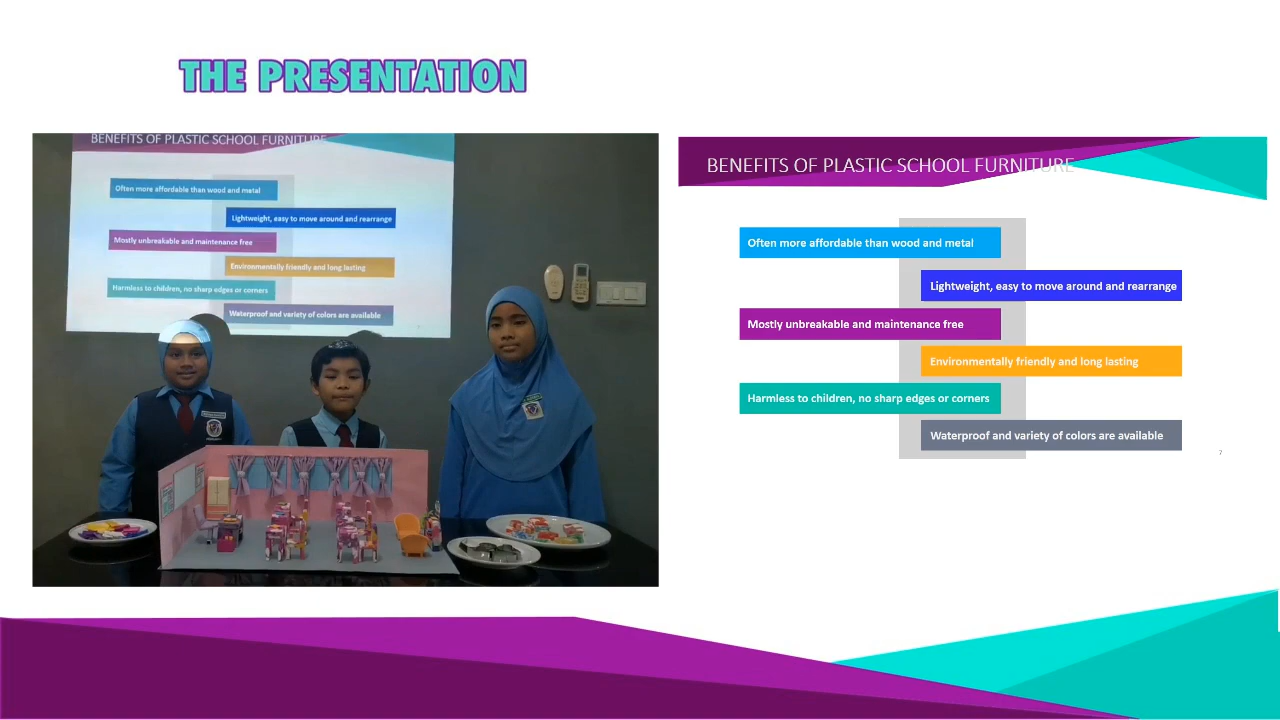 THE PRESENTATION
BENEFITS OF PLASTIC SCHOOL FURNITURE
Often more affordable than wood and metal
Lightweight, easy to move around and rearrange
Mostly unbreakable and maintenance free
Environmentally friendly and long lasting
Harmless to children, no sharp edges or corners
Waterproof and variety of colors are available
BENEFITS OF PLASTIC SCHOOL FURNITURE
Often more affordable than wood and metal
Lightweight, easy to move around and rearrange
Mostly unbreakable and maintenance free
Environmentally friendly and long lasting
Harmless to children, no sharp edges or corners
Waterproof and variety of colors are available
7